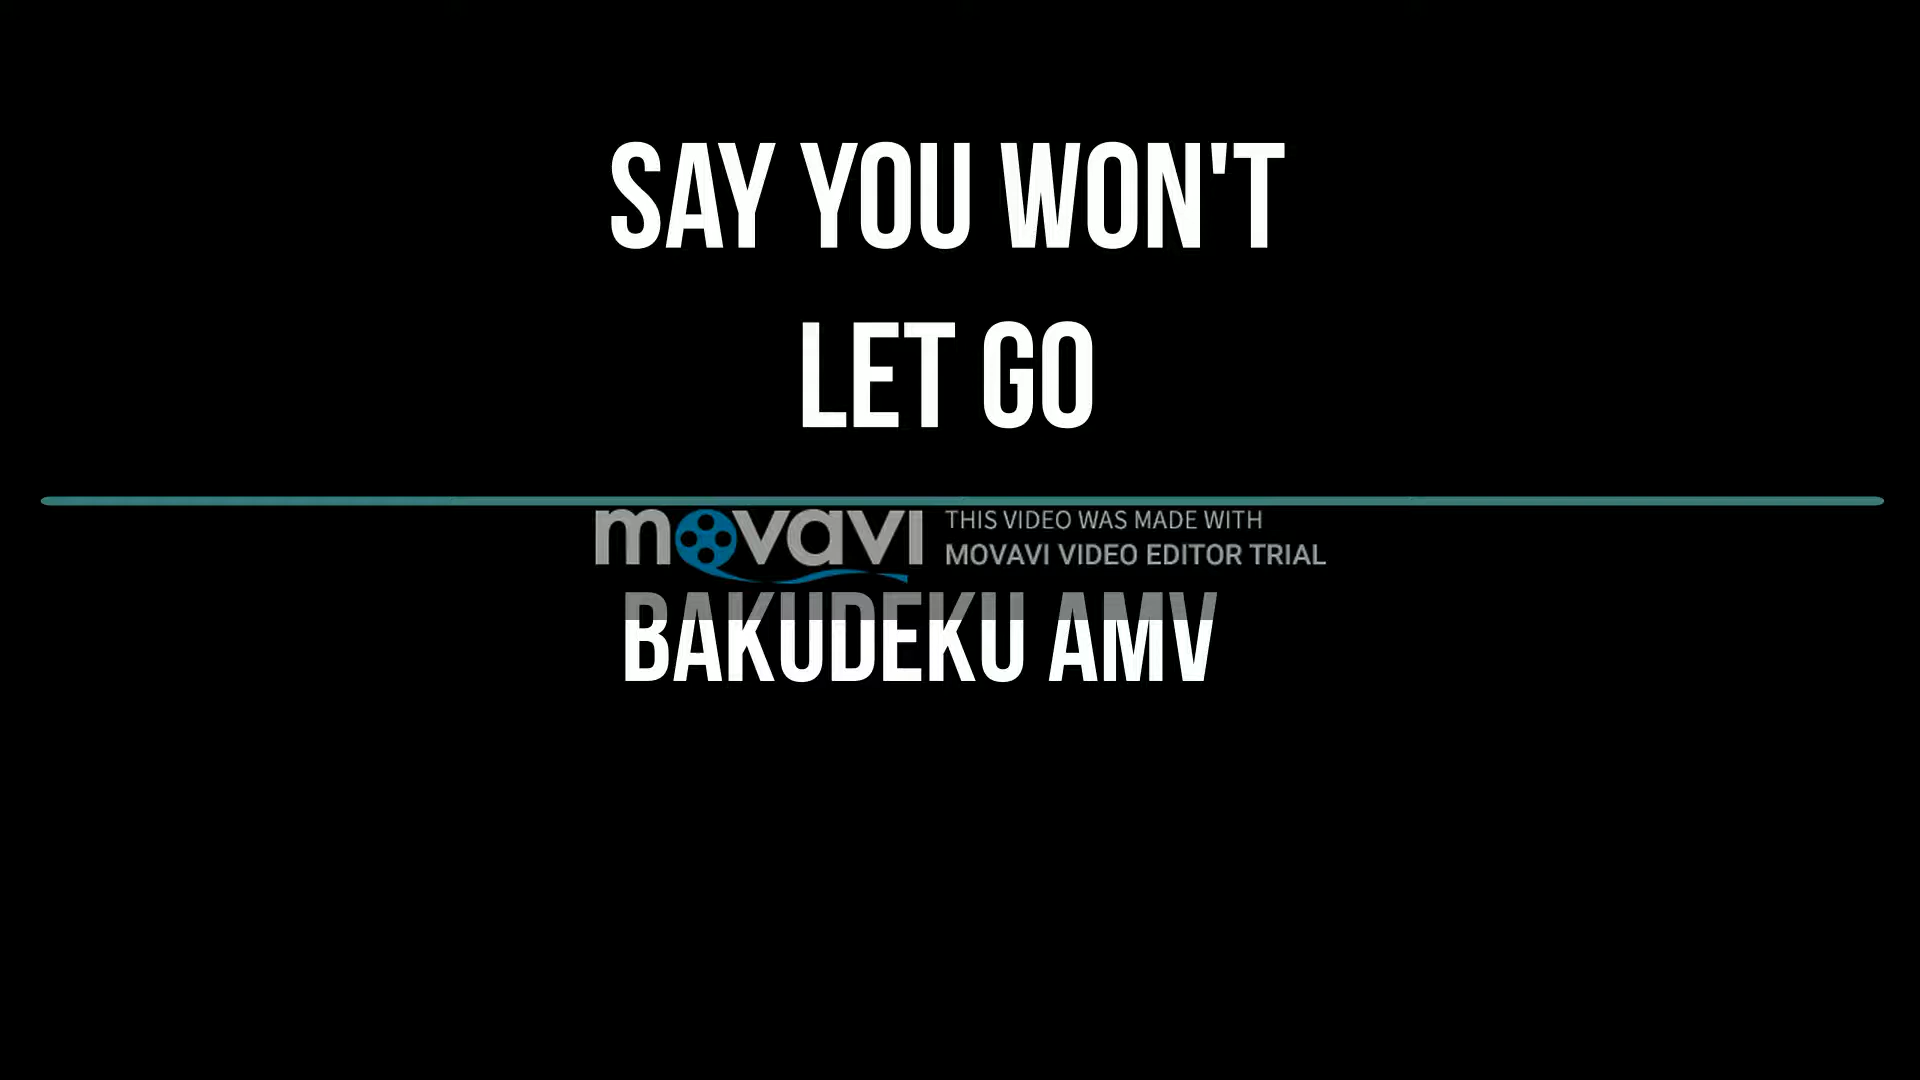 SAY YOU WON'T
LET GO
movavi
THIS VIDEO WAS MADE WITH
MOVAVI VIDEO EDITOR TRIAL
BAKUDEKU AMV